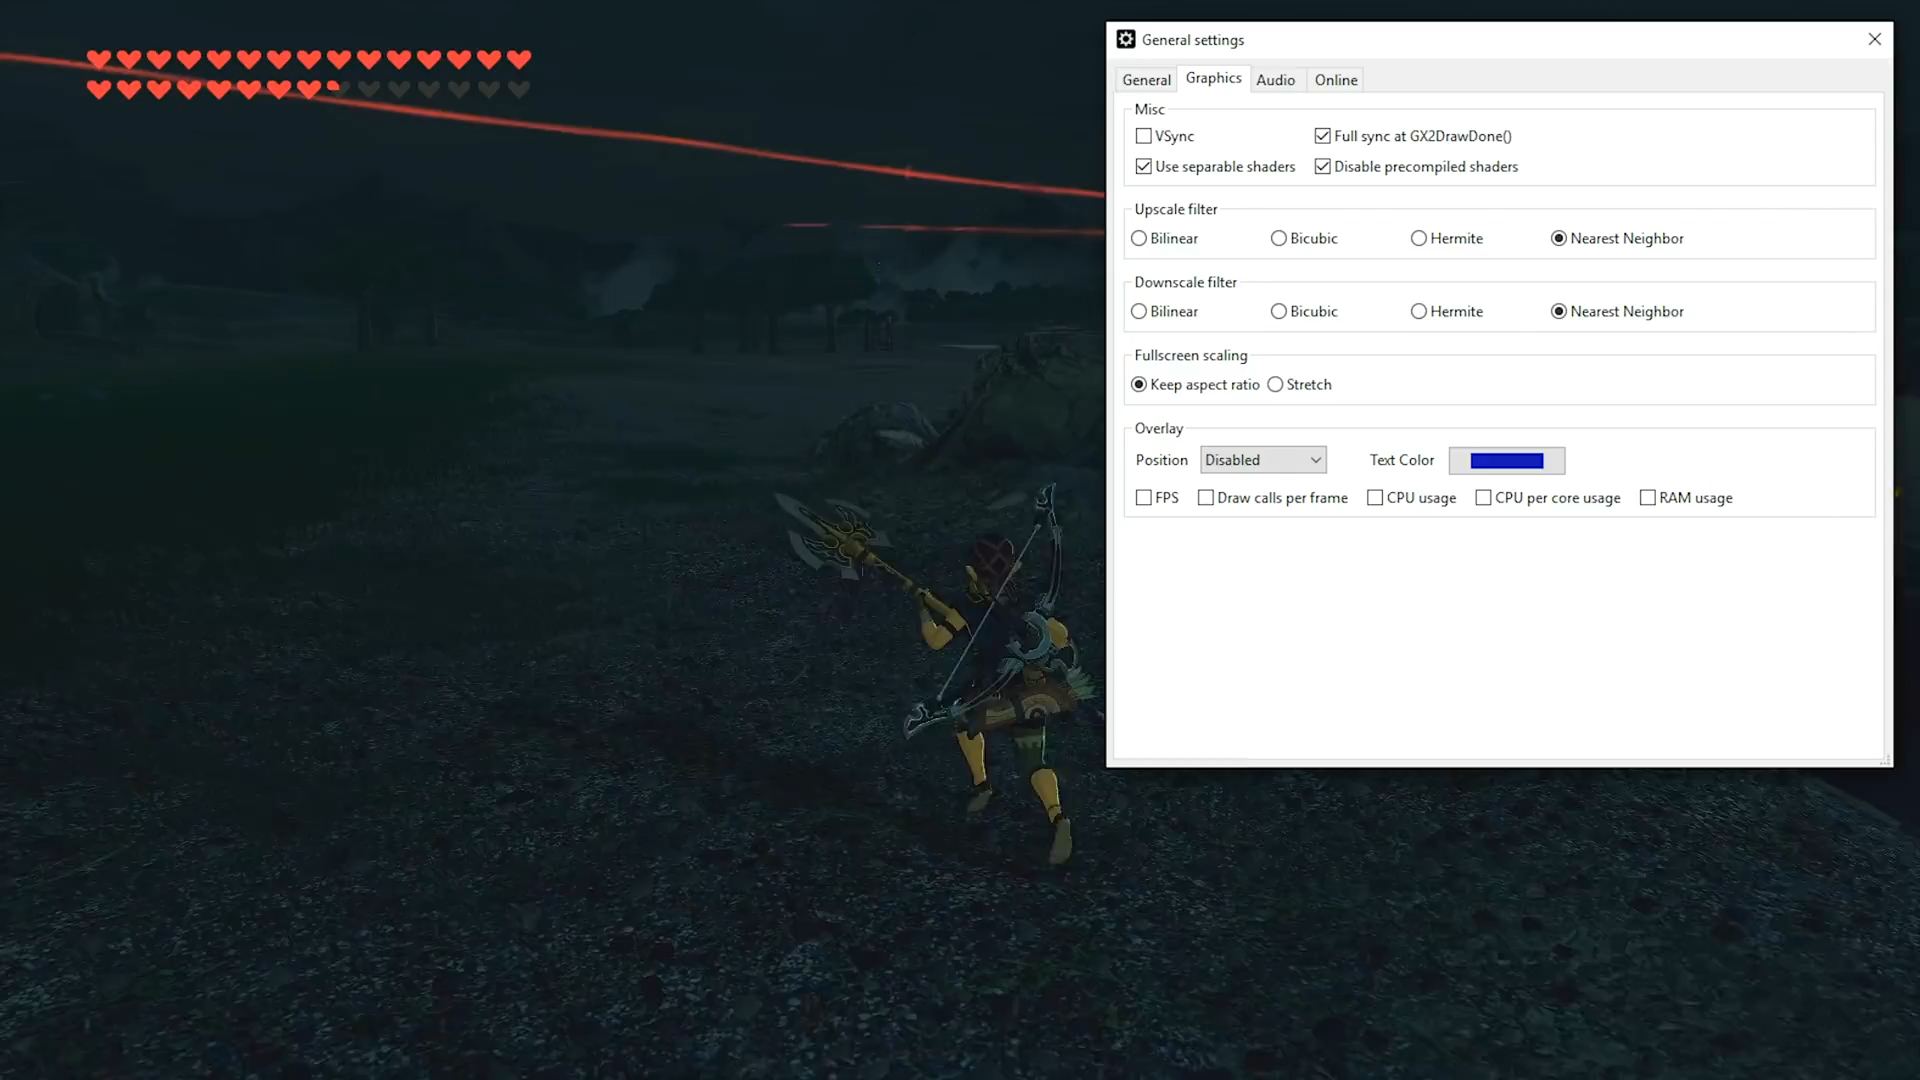 General settings
General Graphics Audio Online
Misc
VSync Full sync at GX2DrawDone()
Use separable shaders Disable precompiled shaders
Upscale filter
Bilinear Bicubic Hermite Nearest Neighbor
Downscale filter
Bilinear Bicubic Hermite Nearest Neighbor
Fullscreen scaling
Keep aspect ratio Stretch
Overlay
Position Disabled Text Color
FPS Draw calls per frame CPU usage CPU per core usage RAM usage